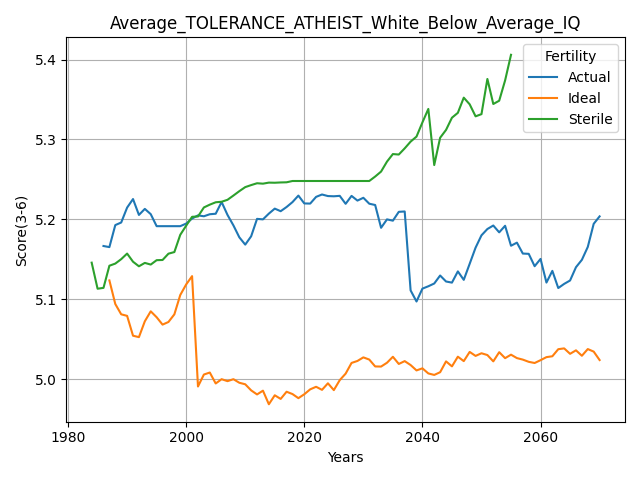 Average_TOLERANCE_ATHEIST_White_Below_Average_IQ
Fertility
Actual
Ideal
Sterile
Score(3-6)
5.4
5.3
5.2
5.1
5.0
1980
2000
2020
2040
2060
Years